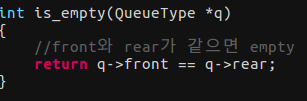 int is_empty(QueueType *q)
{
//front와 rear가 같으면 empty
return q->front == q->rear;
}